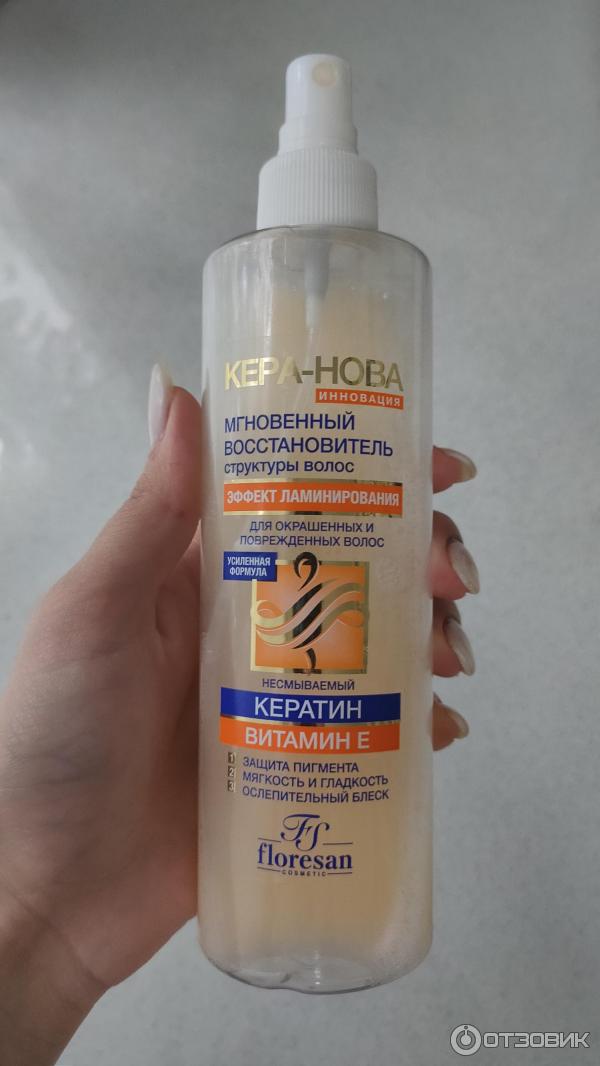 КЕРА-НОВА
ИННОВАЦИЯ
МГНОВЕННЫЙ
ВОССТАНОВИТЕЛЬ
структуры волос
ЭФФЕКТ ЛАМИНИРОВАНИЯ
ДЛЯ ОКРАШЕННЫХ И
ПОВРЕЖДЕННЫХ ВОЛОС
УСИЛЕННАЯ
ФОРМУЛА
НЕСМЫВАЕМЫЙ
КЕРАТИН
ВИТАМИН Е
1 ЗАЩИТА ПИГМЕНТА
2 МЯГКОСТЬ И ГЛАДКОСТЬ
3 ОСЛЕПИТЕЛЬНЫЙ БЛЕСК
FS
floresan
COSMETIC
ОТЗОВИК